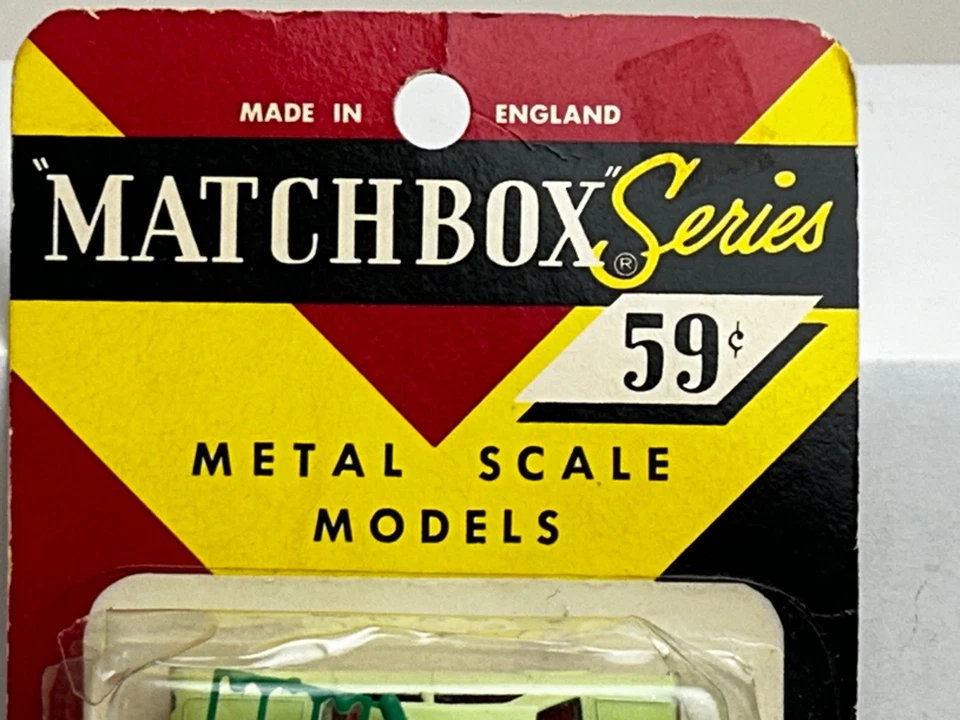 MADE IN ENGLAND
"MATCHBOX" Series
®
59¢
METAL SCALE
MODELS